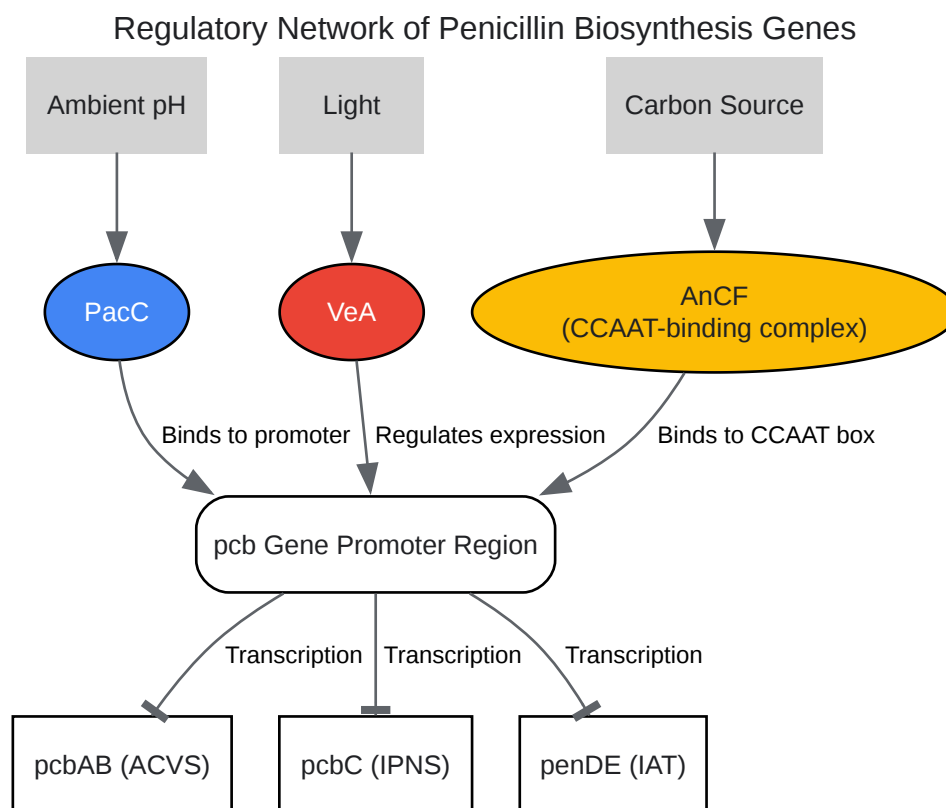 Regulatory Network of Penicillin Biosynthesis Genes
Ambient pH
Light
Carbon Source
PacC
VeA
AnCF
(CCAAT-binding complex)
Binds to promoter
Regulates expression
Binds to CCAAT box
pcb Gene Promoter Region
Transcription
Transcription
Transcription
pcbAB (ACVS)
pcbC (IPNS)
penDE (IAT)